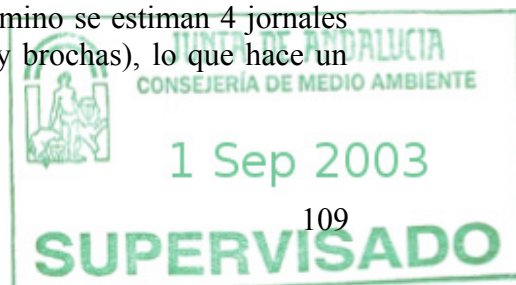 mino se estiman 4 jornales
y brochas), lo que hace un
JUNTA DE ANDALUCIA
CONSEJERÍA DE MEDIO AMBIENTE
1 Sep 2003
109
SUPERVISADO